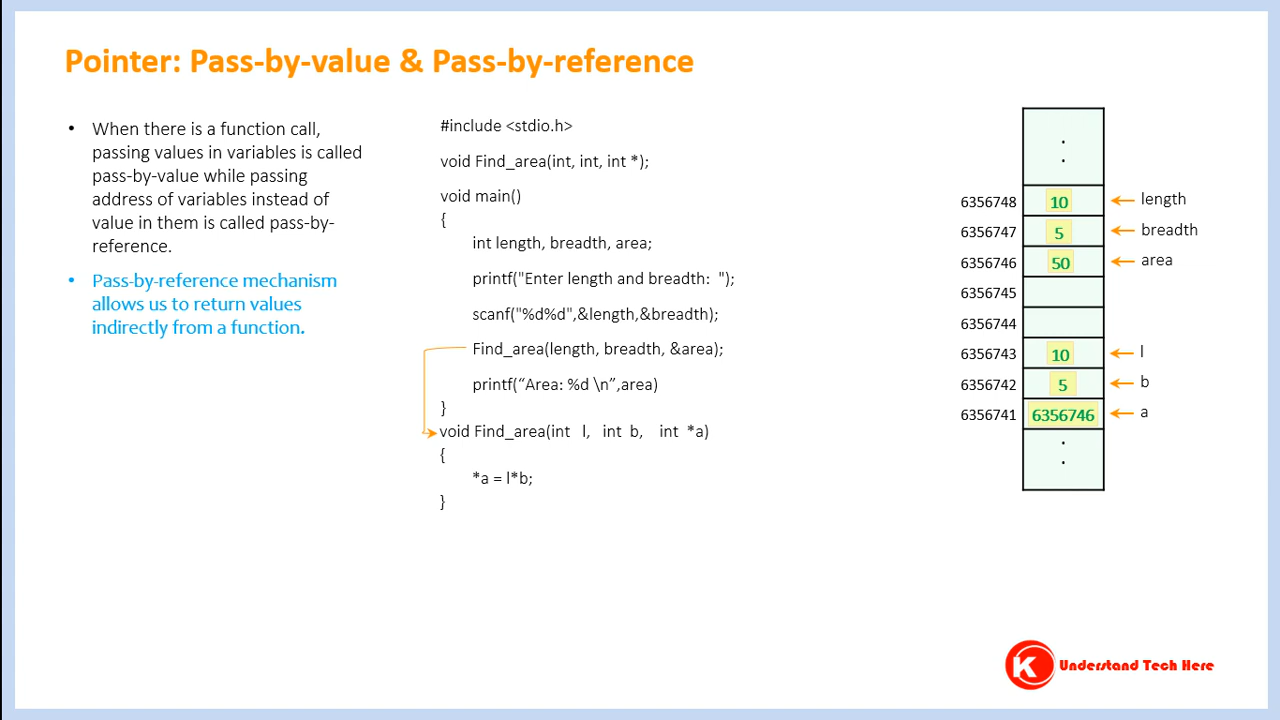 Pointer: Pass-by-value & Pass-by-reference
• When there is a function call,
passing values in variables is called
pass-by-value while passing
address of variables instead of
value in them is called pass-by-
reference.
• Pass-by-reference mechanism
allows us to return values
indirectly from a function.
#include <stdio.h>
void Find_area(int, int, int *);
void main()
{
int length, breadth, area;
printf("Enter length and breadth:  ");
scanf("%d%d",&length,&breadth);
Find_area(length, breadth, &area);
printf(“Area: %d \n”,area)
}
void Find_area(int  l,  int  b,   int  *a)
{
*a = l*b;
}
6356748 10 length
6356747 5 breadth
6356746 50 area
6356745
6356744
6356743 10 l
6356742 5 b
6356741 6356746 a
K Understand Tech Here